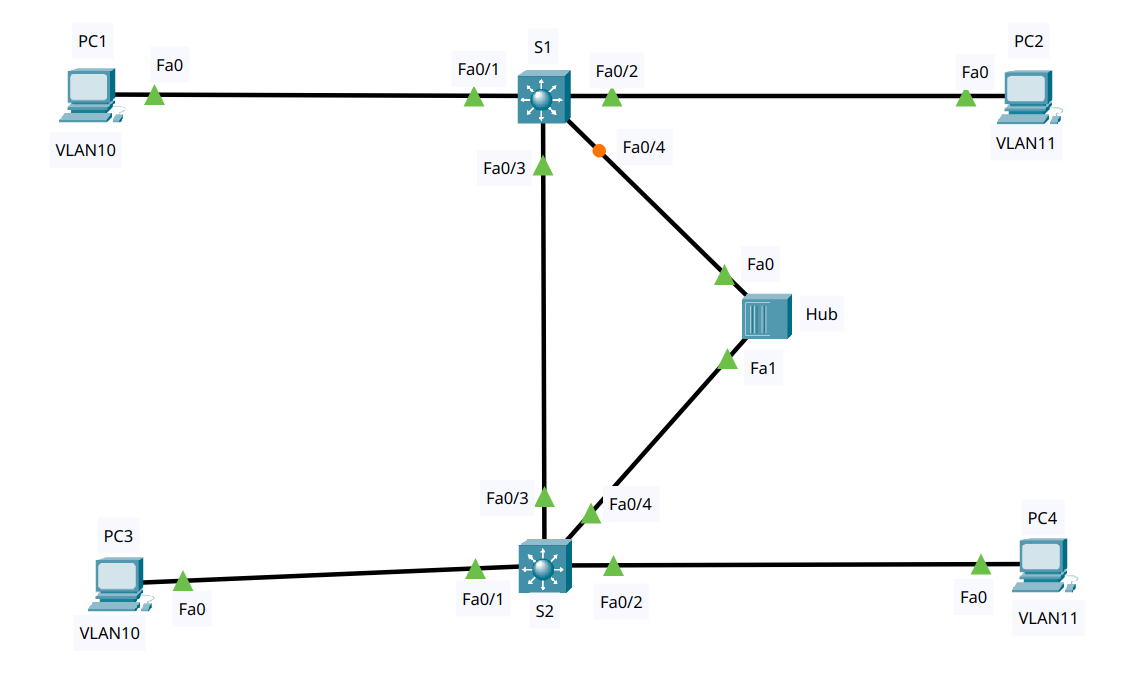 PC1
Fa0
VLAN10
Fa0/1
S1
Fa0/2
Fa0
PC2
VLAN11
Fa0/3
Fa0/4
Fa0
Hub
Fa1
Fa0/3
Fa0/4
PC3
Fa0
VLAN10
Fa0/1
S2
Fa0/2
Fa0
PC4
VLAN11